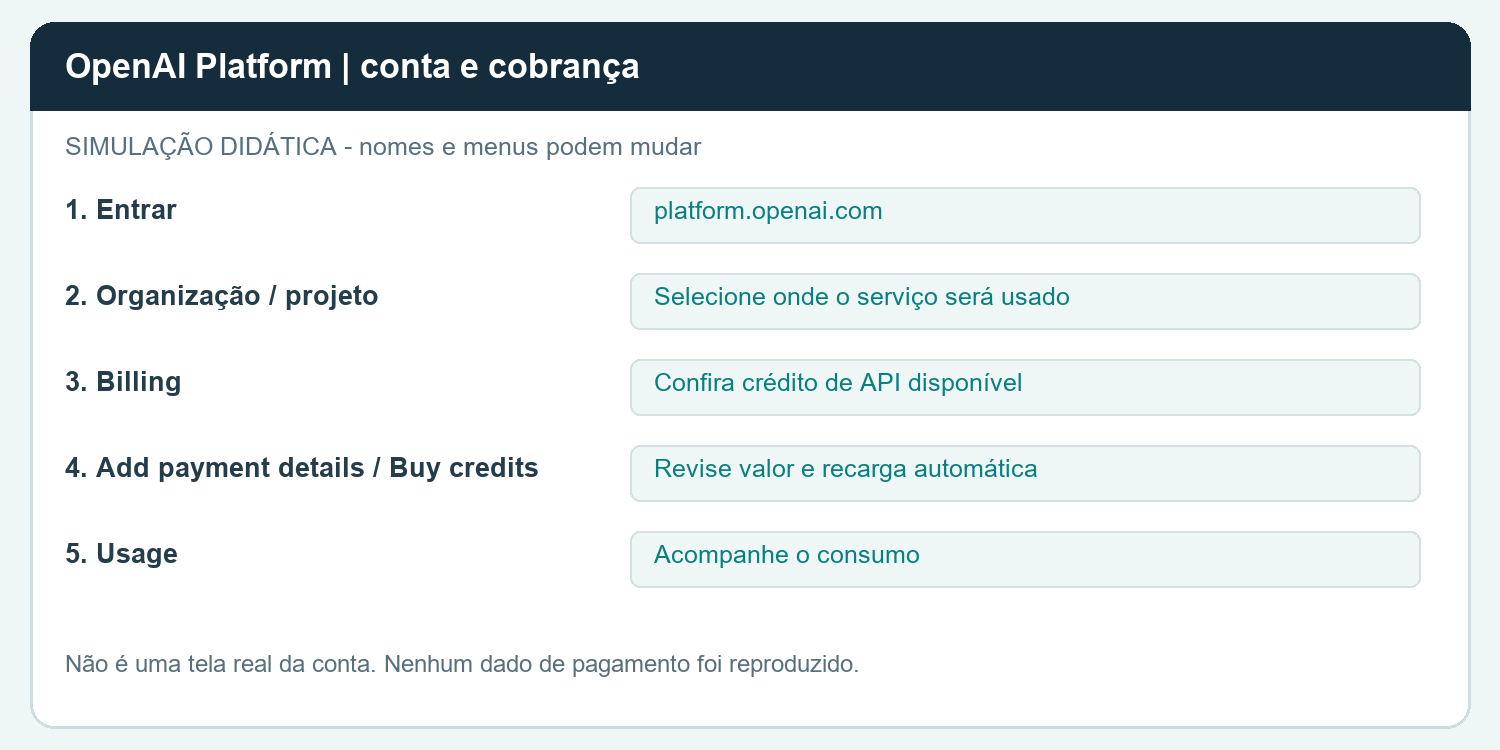 OpenAI Platform | conta e cobrança
SIMULAÇÃO DIDÁTICA - nomes e menus podem mudar
1. Entrar
platform.openai.com
2. Organização / projeto
Selecione onde o serviço será usado
3. Billing
Confira crédito de API disponível
4. Add payment details / Buy credits
Revise valor e recarga automática
5. Usage
Acompanhe o consumo
Não é uma tela real da conta. Nenhum dado de pagamento foi reproduzido.